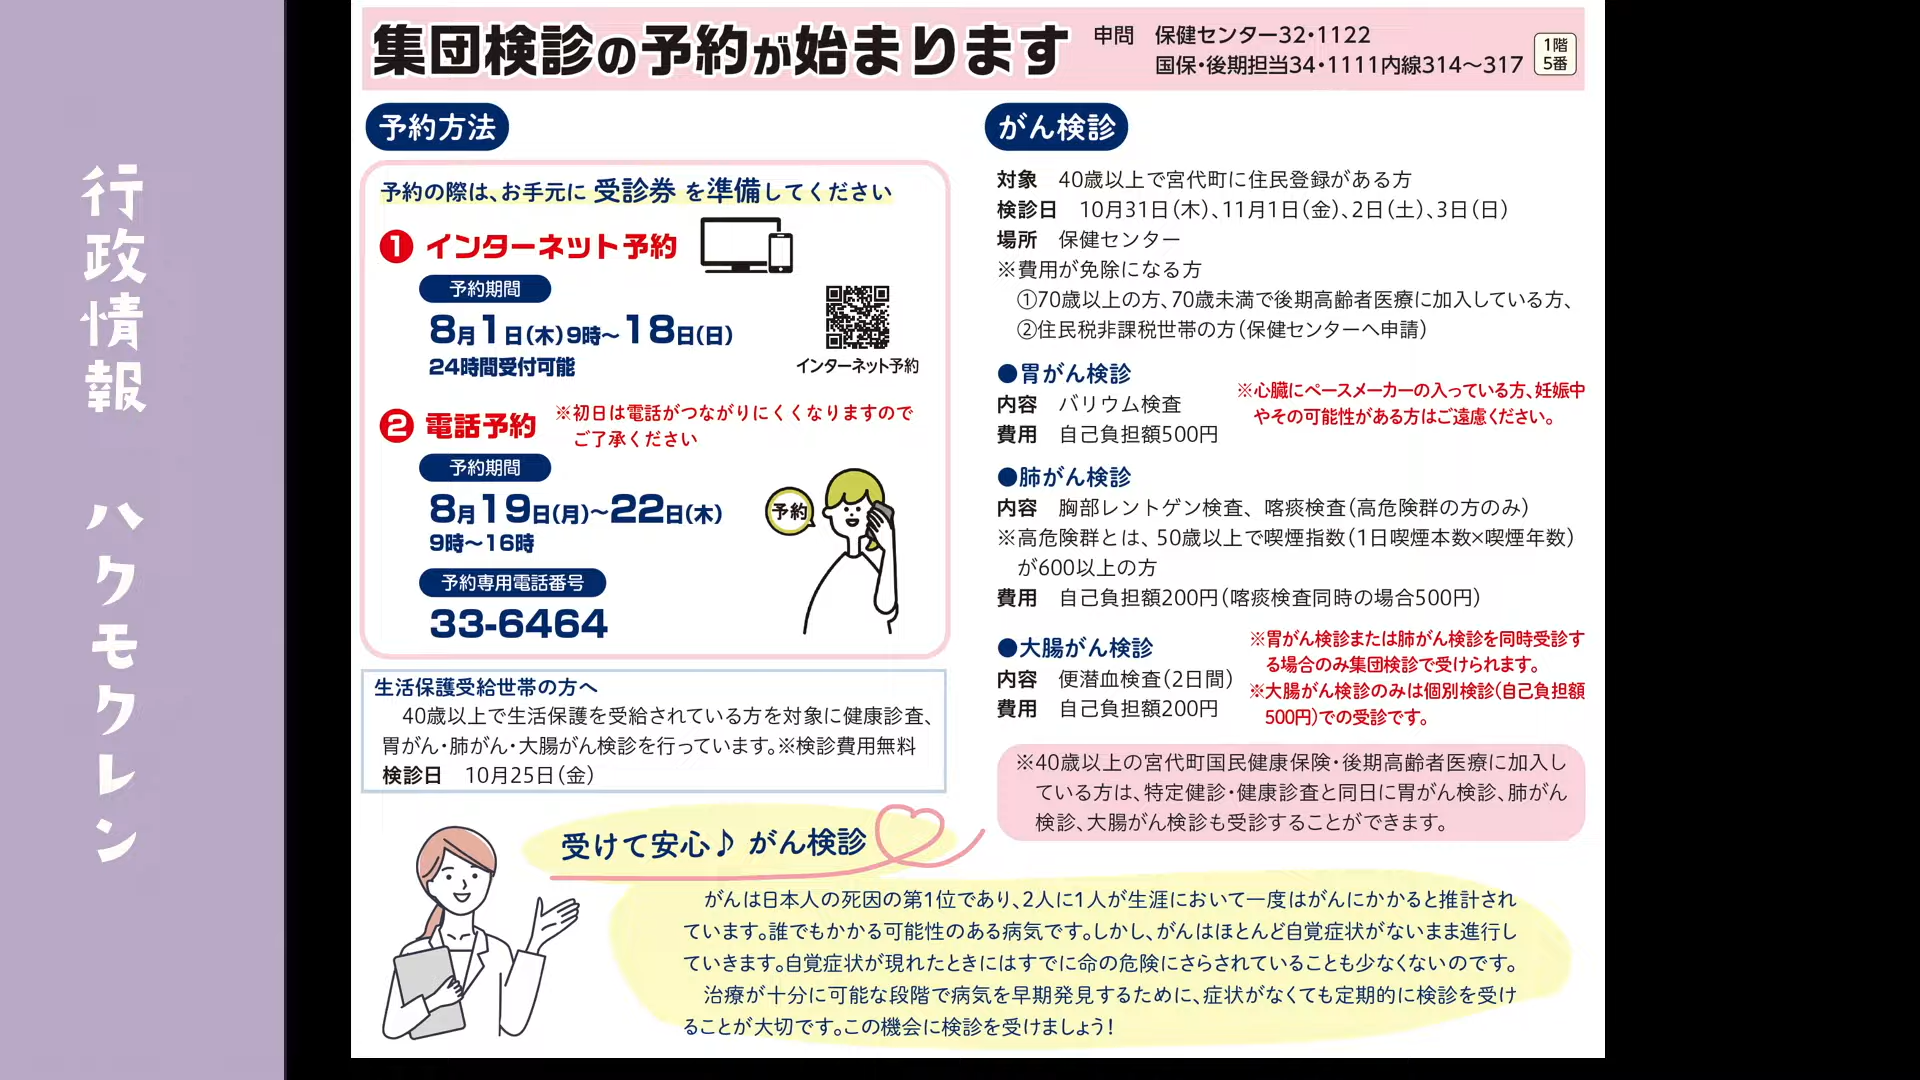 行政情報 ハクモクレン
集団検診の予約が始まります
申問 保健センター32・1122
国保・後期担当34・1111内線314～317
1階
5番
予約方法
予約の際は、お手元に 受診券 を準備してください
1 インターネット予約
予約期間
8月1日(木)9時～18日(日)
24時間受付可能
インターネット予約
2 電話予約
※初日は電話がつながりにくくなりますので
ご了承ください
予約期間
8月19日(月)～22日(木)
9時～16時
予約
予約専用電話番号
33-6464
生活保護受給世帯の方へ
40歳以上で生活保護を受給されている方を対象に健康診査、
胃がん・肺がん・大腸がん検診を行っています。※検診費用無料
検診日 10月25日(金)
がん検診
対象 40歳以上で宮代町に住民登録がある方
検診日 10月31日(木)、11月1日(金)、2日(土)、3日(日)
場所 保健センター
※費用が免除になる方
①70歳以上の方、70歳未満で後期高齢者医療に加入している方、
②住民税非課税世帯の方(保健センターへ申請)
●胃がん検診
内容 バリウム検査
費用 自己負担額500円
※心臓にペースメーカーの入っている方、妊娠中
やその可能性がある方はご遠慮ください。
●肺がん検診
内容 胸部レントゲン検査、喀痰検査(高危険群の方のみ)
※高危険群とは、50歳以上で喫煙指数(1日喫煙本数×喫煙年数)
が600以上の方
費用 自己負担額200円(喀痰検査同時の場合500円)
●大腸がん検診
内容 便潜血検査(2日間)
費用 自己負担額200円
※胃がん検診または肺がん検診を同時受診す
る場合のみ集団検診で受けられます。
※大腸がん検診のみは個別検診(自己負担額
500円)での受診です。
※40歳以上の宮代町国民健康保険・後期高齢者医療に加入し
ている方は、特定健診・健康診査と同日に胃がん検診、肺がん
検診、大腸がん検診も受診することができます。
受けて安心♪ がん検診
がんは日本人の死因の第1位であり、2人に1人が生涯において一度はがんにかかると推計され
ています。誰でもかかる可能性のある病気です。しかし、がんはほとんど自覚症状がないまま進行し
ていきます。自覚症状が現れたときにはすでに命の危険にさらされていることも少なくないのです。
治療が十分に可能な段階で病気を早期発見するために、症状がなくても定期的に検診を受け
ることが大切です。この機会に検診を受けましょう!